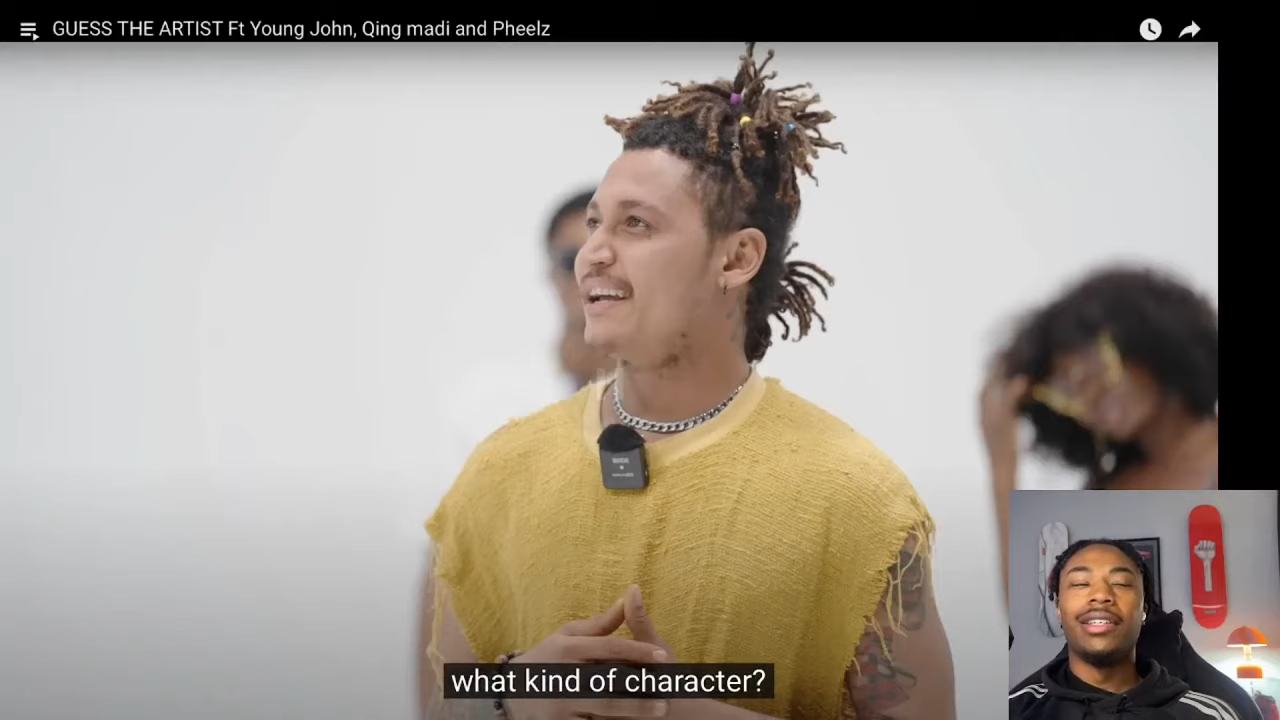 GUESS THE ARTIST Ft Young John, Qing madi and Pheelz
what kind of character?